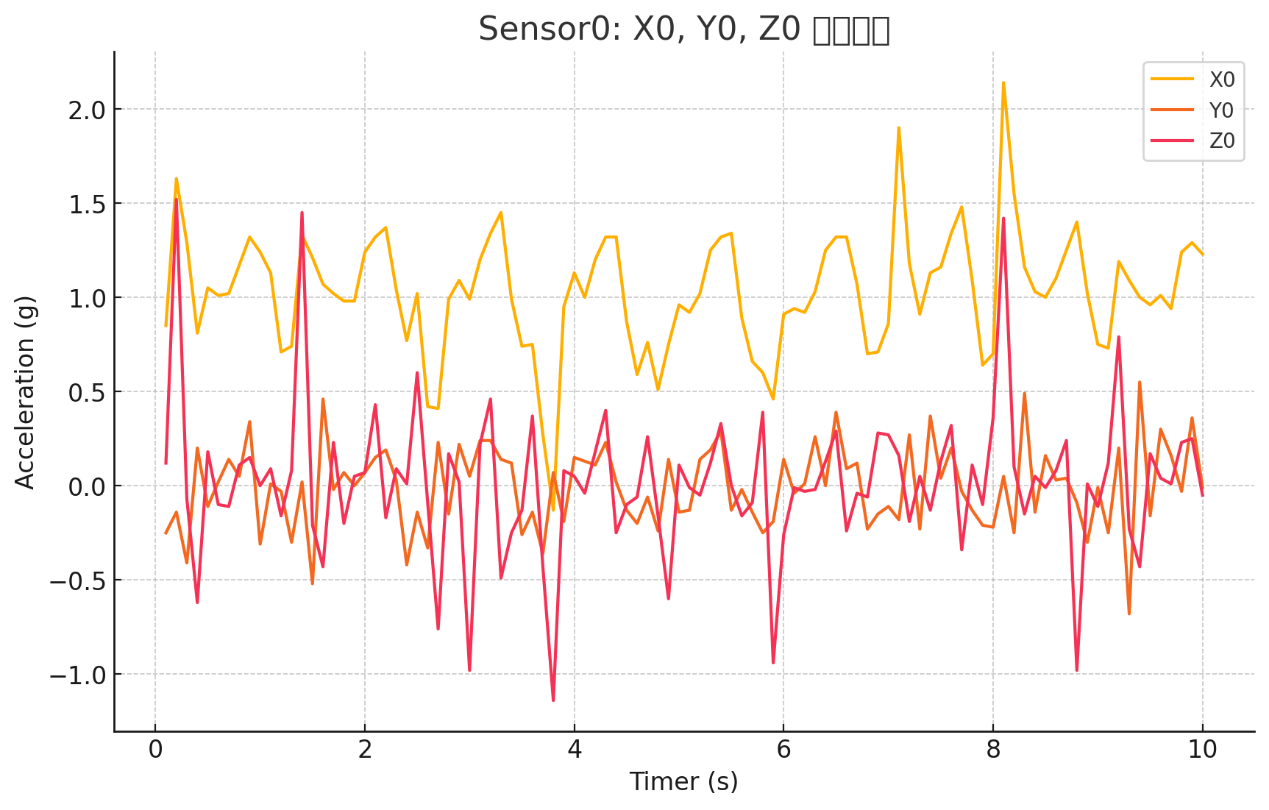 Sensor0: X0, Y0, Z0
X0
Y0
Z0
2.0
1.5
1.0
0.5
0.0
−0.5
−1.0
Acceleration (g)
0 2 4 6 8 10
Timer (s)